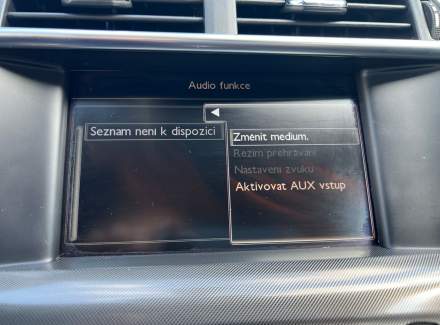 Audio funkce
Seznam není k dispozici
Změnit medium.
Režim přehrávání
Nastavení zvuku
Aktivovat AUX vstup